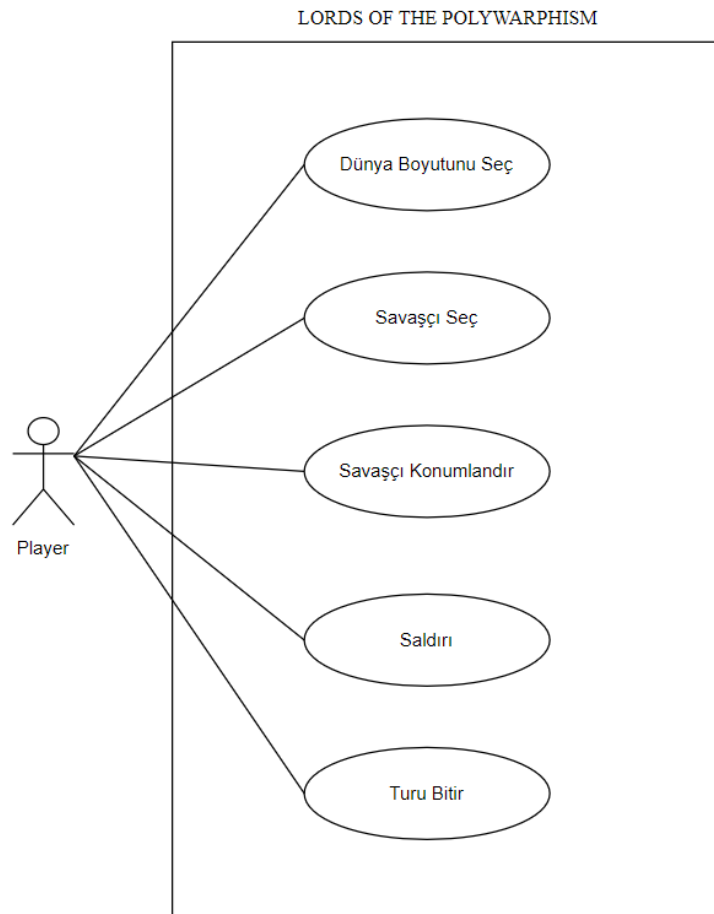 LORDS OF THE POLYWARPHISM
Dünya Boyutunu Seç
Savaşçı Seç
Savaşçı Konumlandır
Player
Saldırı
Turu Bitir